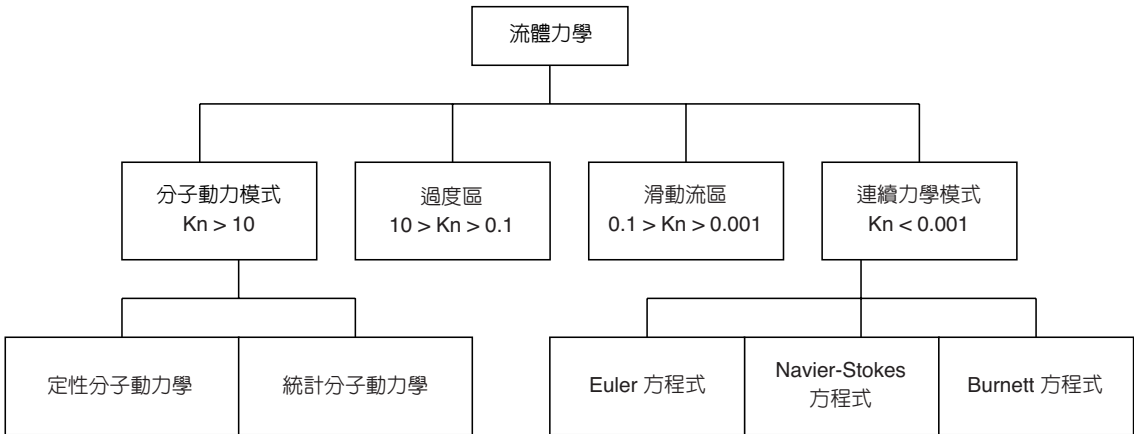 流體力學
分子動力模式
Kn > 10
過度區
10 > Kn > 0.1
滑動流區
0.1 > Kn > 0.001
連續力學模式
Kn < 0.001
定性分子動力學
統計分子動力學
Euler 方程式
Navier-Stokes
方程式
Burnett 方程式